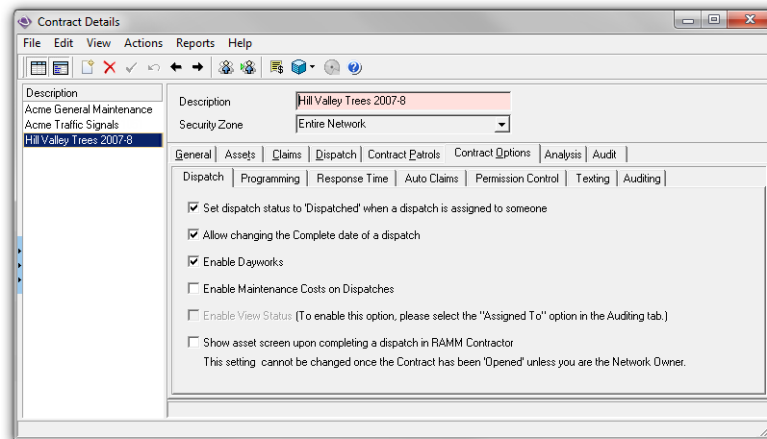 Contract Details
File Edit View Actions Reports Help
Description
Acme General Maintenance
Acme Traffic Signals
Hill Valley Trees 2007-8
Description Hill Valley Trees 2007-8
Security Zone Entire Network
General Assets Claims Dispatch Contract Patrols Contract Options Analysis Audit
Dispatch Programming Response Time Auto Claims Permission Control Texting Auditing
Set dispatch status to 'Dispatched' when a dispatch is assigned to someone
Allow changing the Complete date of a dispatch
Enable Dayworks
Enable Maintenance Costs on Dispatches
Enable View Status (To enable this option, please select the "Assigned To" option in the Auditing tab.)
Show asset screen upon completing a dispatch in RAMM Contractor
This setting cannot be changed once the Contract has been 'Opened' unless you are the Network Owner.